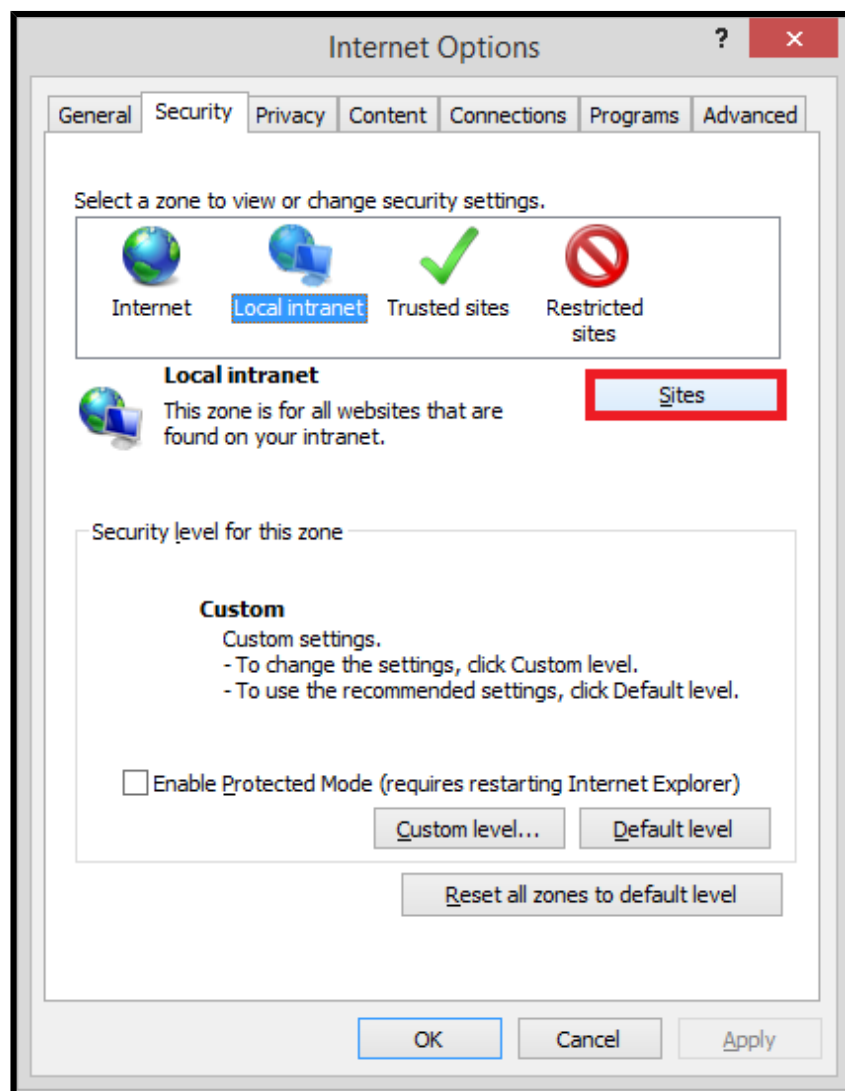 Internet Options
?
General Security Privacy Content Connections Programs Advanced
Select a zone to view or change security settings.
Internet Local intranet Trusted sites Restricted
sites
Local intranet
Sites
This zone is for all websites that are
found on your intranet.
Security level for this zone
Custom
Custom settings.
- To change the settings, click Custom level.
- To use the recommended settings, click Default level.
Enable Protected Mode (requires restarting Internet Explorer)
Custom level... Default level
Reset all zones to default level
OK Cancel Apply